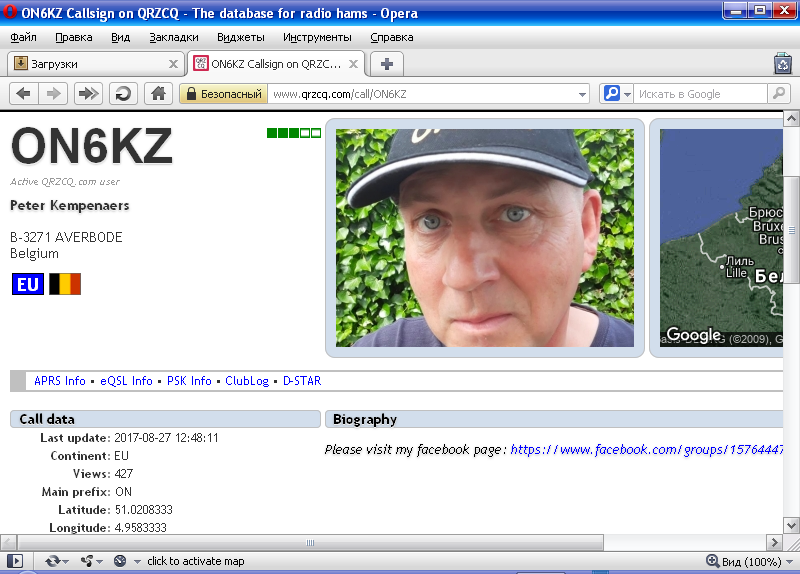 ON6KZ Callsign on QRZCQ - The database for radio hams - Opera
Файл Правка Вид Закладки Виджеты Инструменты Справка
Загрузки
QRZ CQ ON6KZ Callsign on QRZC...
Безопасный www.qrzcq.com/call/ON6KZ Искать в Google
ON6KZ
Active QRZCQ.com user
Peter Kempenaers
B-3271 AVERBODE
Belgium
EU
Брюс
Bruxe
Brus
Лиль
Lille
Бел
Google
(©2009), G
APRS Info • eQSL Info • PSK Info • ClubLog • D-STAR
Call data
Last update: 2017-08-27 12:48:11
Continent: EU
Views: 427
Main prefix: ON
Latitude: 51.0208333
Longitude: 4.9583333
Biography
Please visit my facebook page: https://www.facebook.com/groups/15764447
click to activate map
Вид (100%)